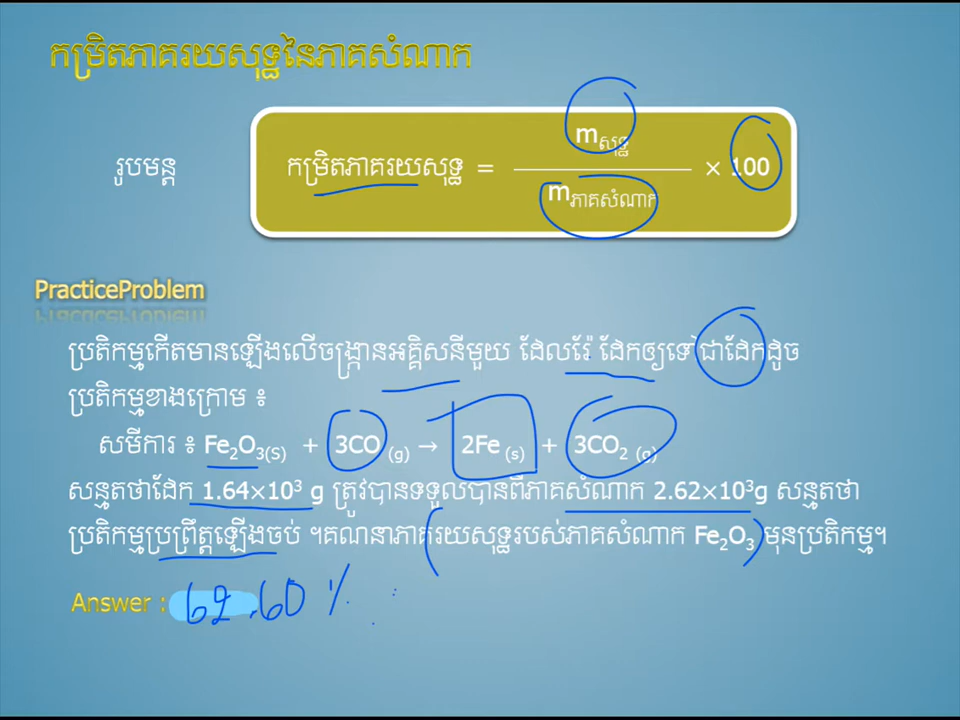 កម្រិតភាគរយសុទ្ធនៃភាគសំណាក
រូបមន្ត
កម្រិតភាគរយសុទ្ធ = mសុទ្ធ / mភាគសំណាក × 100
PracticeProblem
ប្រតិកម្មកើតមានឡើងលើចង្ក្រានអគ្គិសនីមួយ ដែលរ៉ែ ដែកឲ្យទៅជាដែកដូច
ប្រតិកម្មខាងក្រោម ៖
សមីការ ៖ Fe₂O₃(S) + 3CO (g) → 2Fe (s) + 3CO₂ (g)
សន្មតថាដែក 1.64×10³ g ត្រូវបានទទួលបានពីភាគសំណាក 2.62×10³g សន្មតថា
ប្រតិកម្មប្រព្រឹត្តឡើងចប់ ។គណនាភាគរយសុទ្ធរបស់ភាគសំណាក Fe₂O₃ មុនប្រតិកម្ម។
Answer : 62.60 %